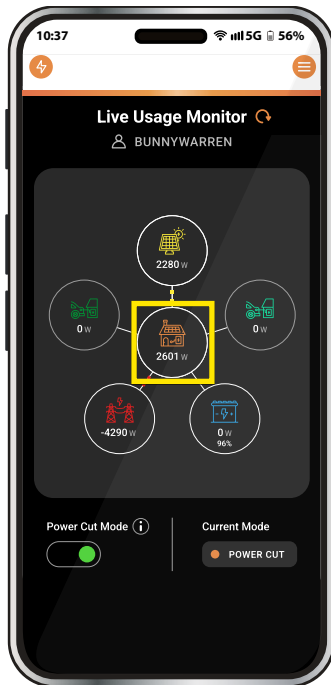 10:37 5G 56%
Live Usage Monitor
BUNNYWARREN
2280 W
0 W
0 W
2601 W
-4290 W
0 W
96%
Power Cut Mode i
Current Mode
POWER CUT